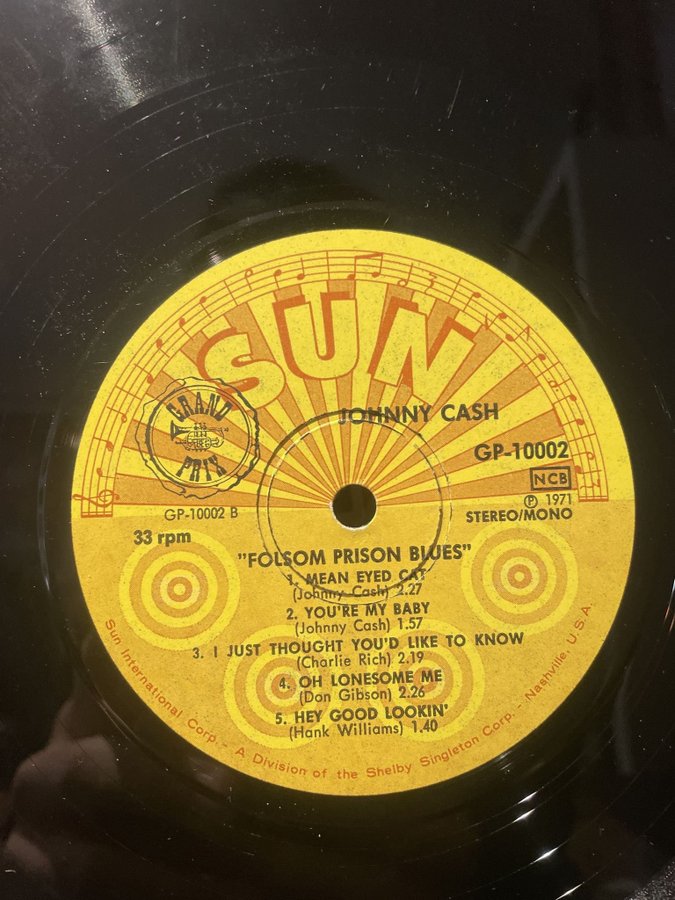 SUN
GRAND
PRIX
JOHNNY CASH
GP-10002
NCB
GP-10002 B
Ⓟ 1971
33 rpm
STEREO/MONO
"FOLSOM PRISON BLUES"
1. MEAN EYED CAT
(Johnny Cash) 2.27
2. YOU'RE MY BABY
(Johnny Cash) 1.57
3. I JUST THOUGHT YOU'D LIKE TO KNOW
(Charlie Rich) 2.19
4. OH LONESOME ME
(Don Gibson) 2.26
5. HEY GOOD LOOKIN'
(Hank Williams) 1.40
Sun International Corp - A Division of the Shelby Singleton Corp. - Nashville, U.S.A.